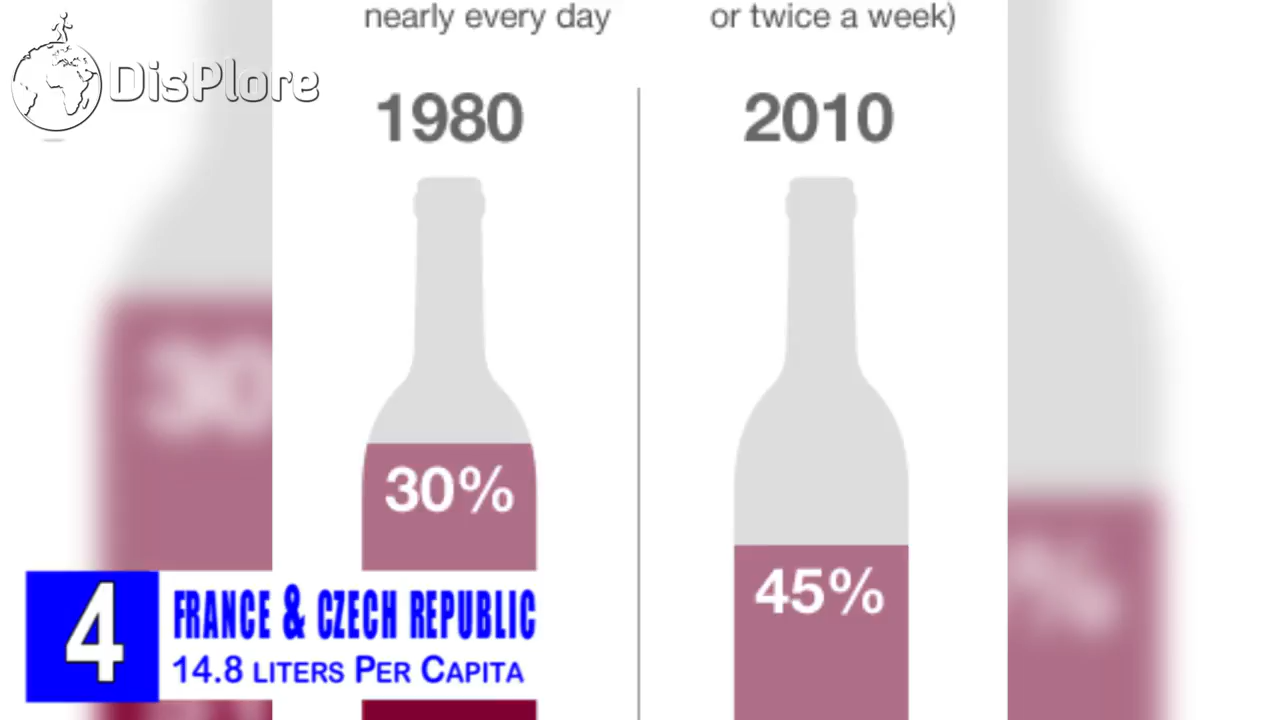 nearly every day
or twice a week)
DisPlore
1980
2010
30%
45%
4
FRANCE & CZECH REPUBLIC
14.8 LITERS PER CAPITA
30
%